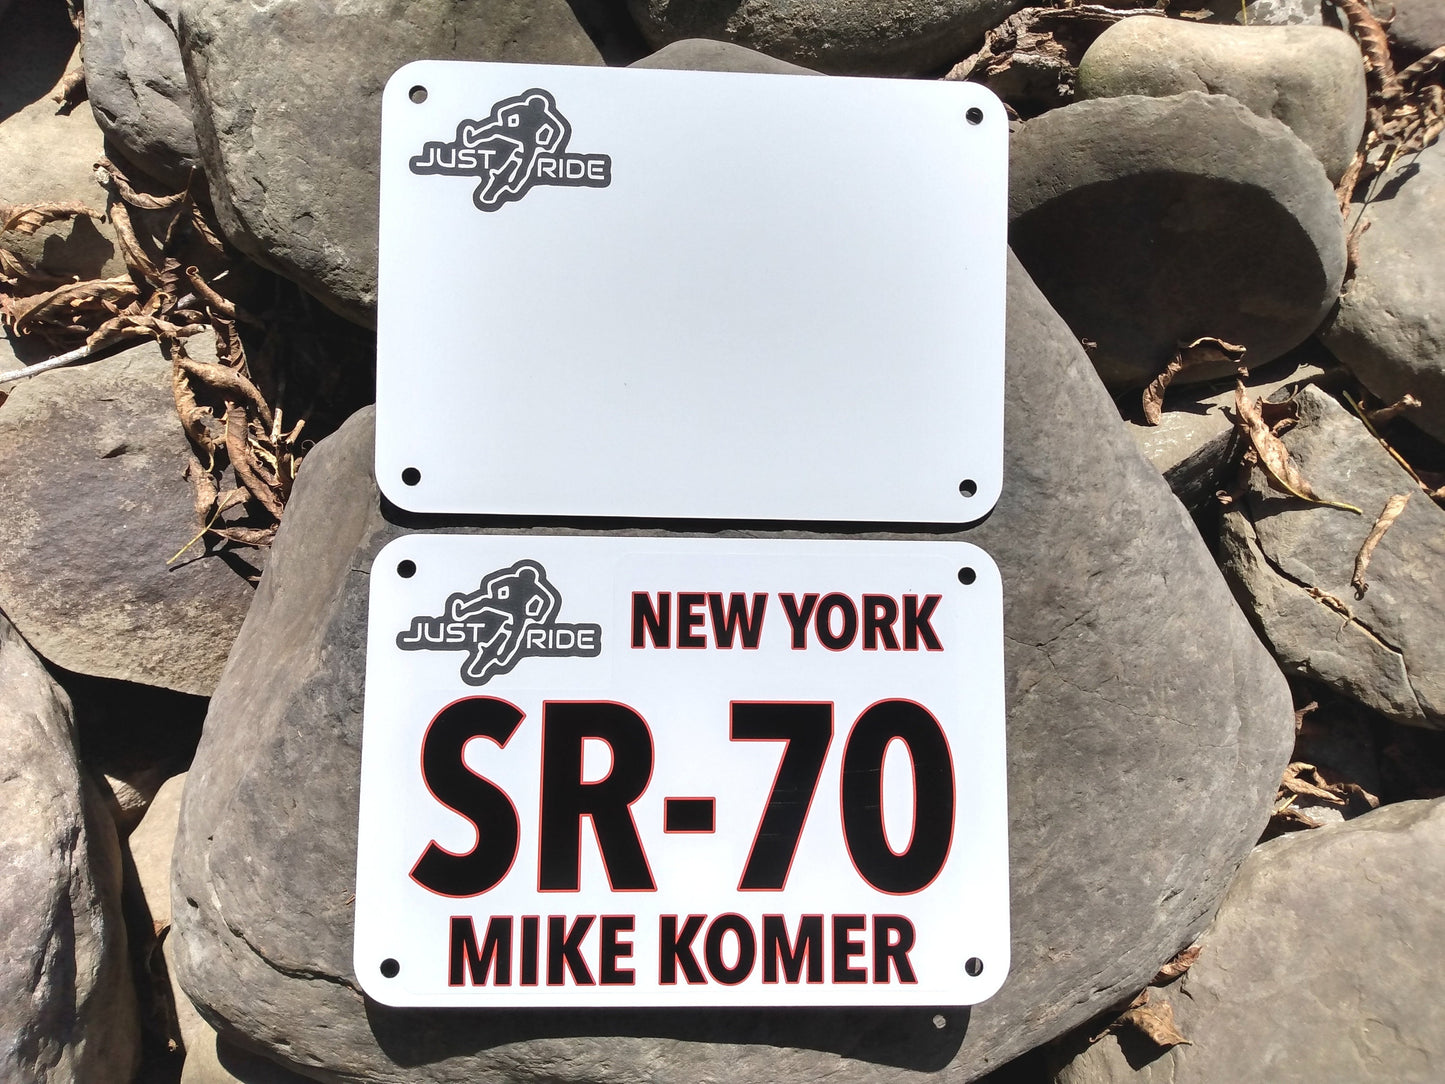 JUST RIDE
JUST RIDE
NEW YORK
SR-70
MIKE KOMER